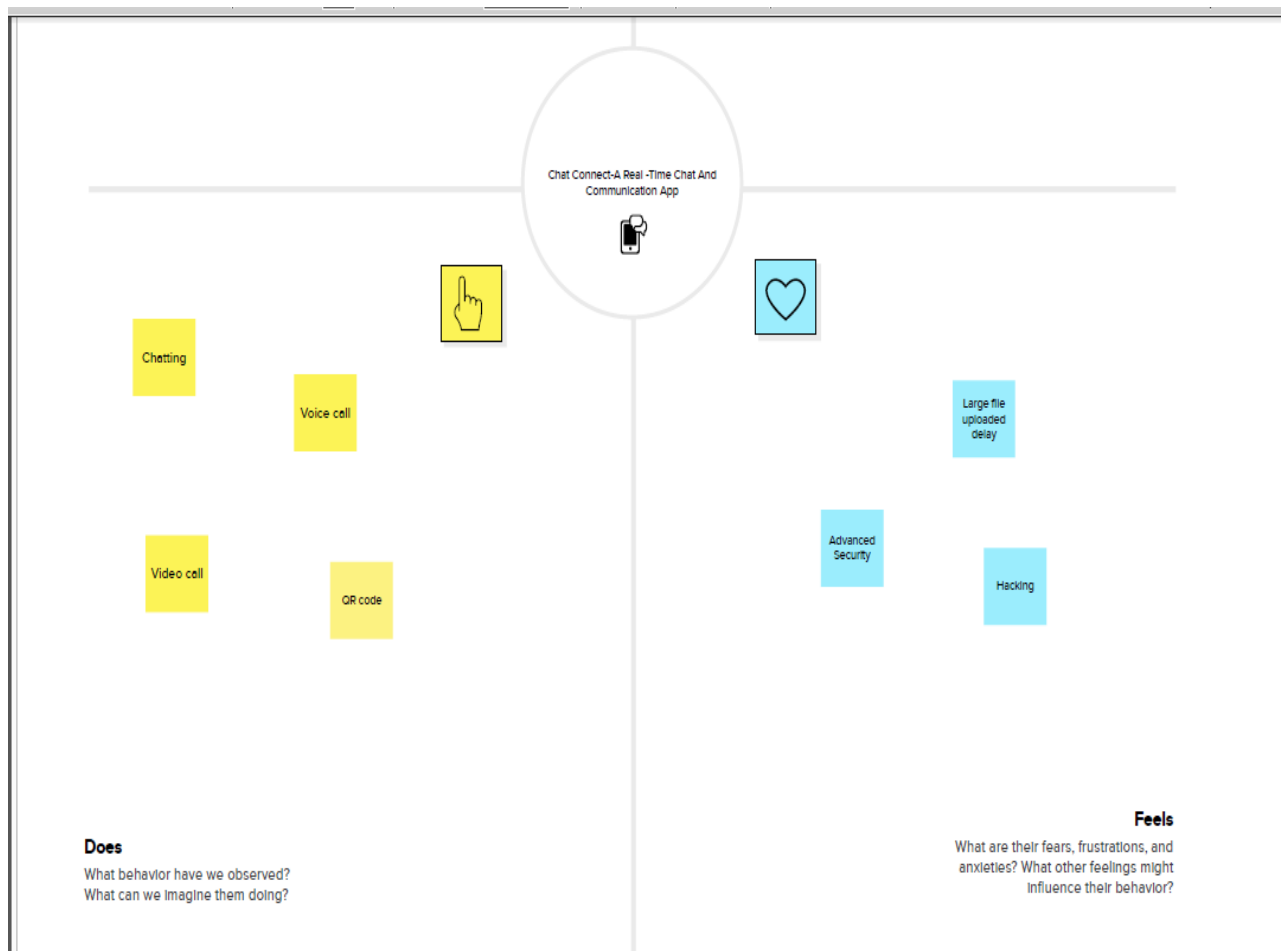 Chat Connect-A Real -Time Chat And
Communication App
Chatting
Voice call
Video call
QR code
Large file
uploaded
delay
Advanced
Security
Hacking
Does
What behavior have we observed?
What can we imagine them doing?
Feels
What are their fears, frustrations, and
anxieties? What other feelings might
influence their behavior?